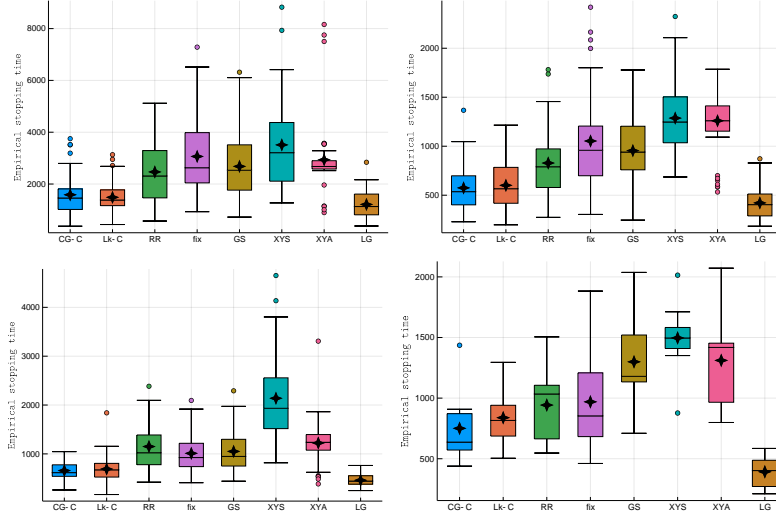 Empirical stopping time
8000
6000
4000
2000
CG- C Lk- C RR fix GS XYS XYA LG
Empirical stopping time
2000
1500
1000
500
CG- C Lk- C RR fix GS XYS XYA LG
Empirical stopping time
4000
3000
2000
1000
CG- C Lk- C RR fix GS XYS XYA LG
Empirical stopping time
2000
1500
1000
500
CG- C Lk- C RR fix GS XYS XYA LG